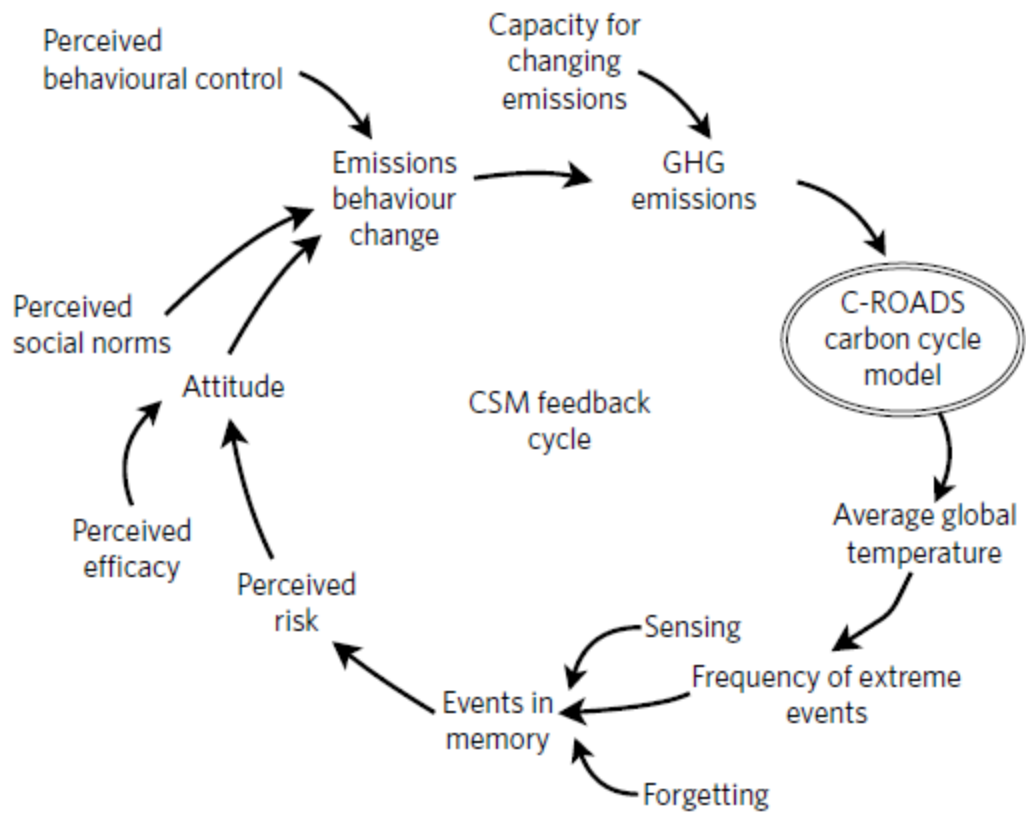 Perceived
behavioural control
Capacity for
changing
emissions
Emissions
behaviour
change
GHG
emissions
C-ROADS
carbon cycle
model
Perceived
social norms
Attitude
CSM feedback
cycle
Average global
temperature
Perceived
efficacy
Perceived
risk
Sensing
Frequency of extreme
events
Events in
memory
Forgetting